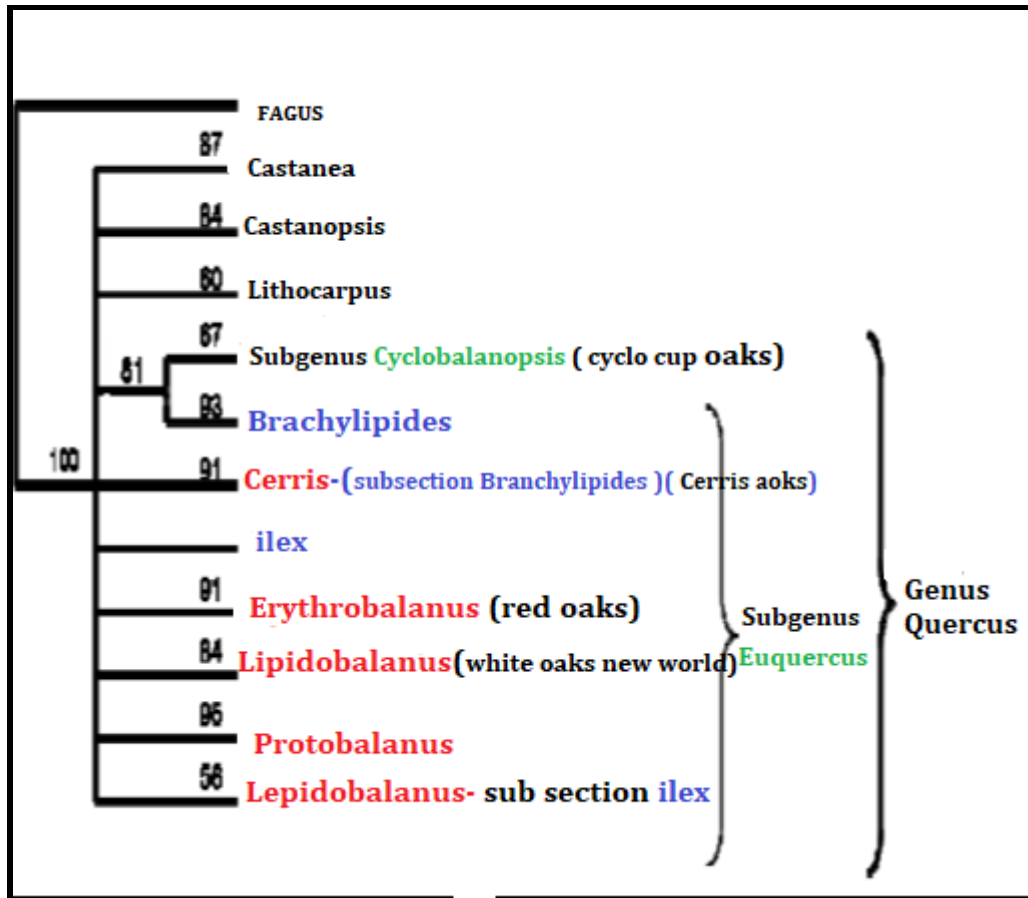 FAGUS
87
Castanea
84
Castanopsis
60
Lithocarpus
67
Subgenus Cyclobalanopsis ( cyclo cup oaks)
81
93
Brachylipides
100
91
Cerris-(subsection Branchylipides )( Cerris aoks)
ilex
91
Erythrobalanus (red oaks)
84
Lipidobalanus(white oaks new world)
95
Protobalanus
56
Lepidobalanus- sub section ilex
Subgenus
Euquercus
Genus
Quercus